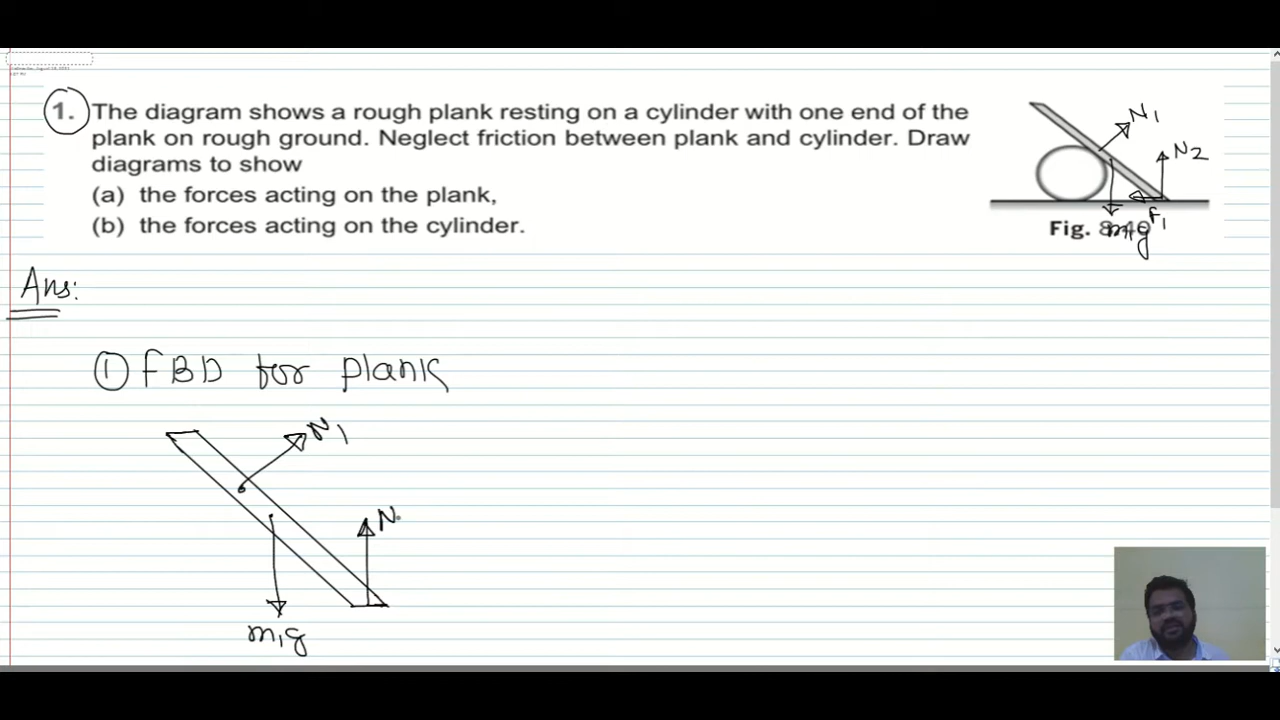 1. The diagram shows a rough plank resting on a cylinder with one end of the
plank on rough ground. Neglect friction between plank and cylinder. Draw
diagrams to show
(a) the forces acting on the plank,
(b) the forces acting on the cylinder.
N1
N2
F1
m1g
Fig.
Ans:
① FBD for plank
N1
N
m1g